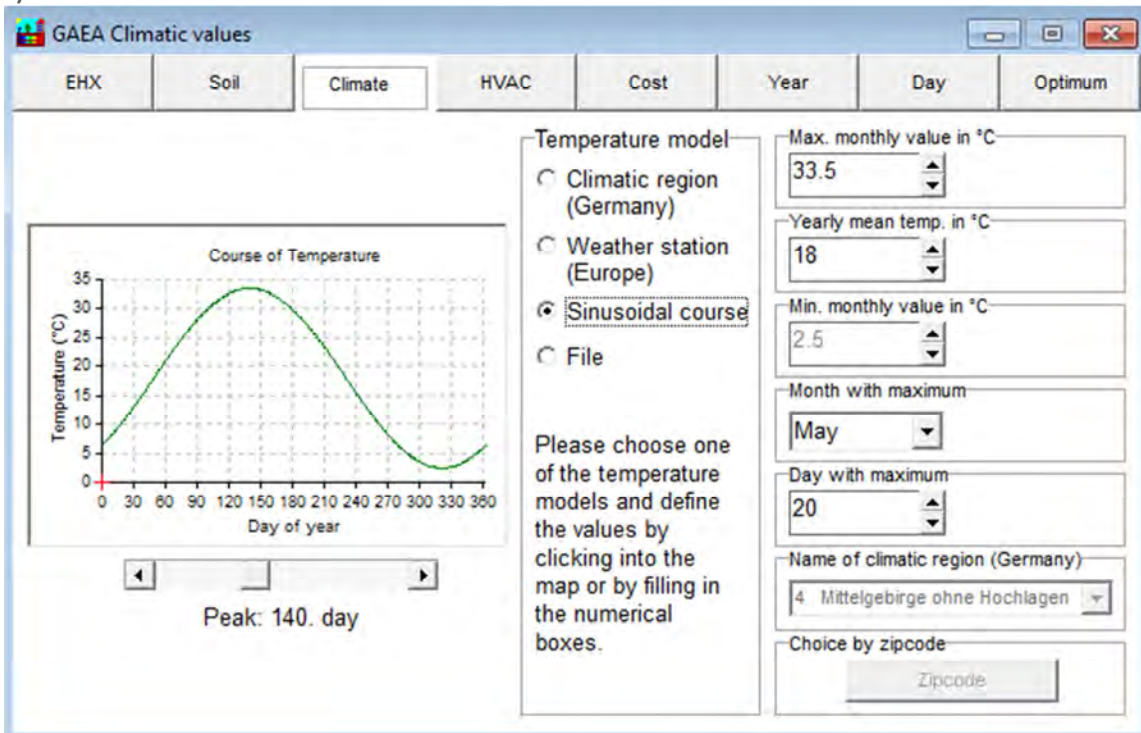 GAEA Climatic values
EHX Soil Climate HVAC Cost Year Day Optimum
Course of Temperature
Temperature (°C)
35
30
25
20
15
10
5
0
0 30 60 90 120 150 180 210 240 270 300 330 360
Day of year
Peak: 140. day
Temperature model
Climatic region
(Germany)
Weather station
(Europe)
Sinusoidal course
File
Please choose one
of the temperature
models and define
the values by
clicking into the
map or by filling in
the numerical
boxes.
Max. monthly value in °C
33.5
Yearly mean temp. in °C
18
Min. monthly value in °C
2.5
Month with maximum
May
Day with maximum
20
Name of climatic region (Germany)
4 Mittelgebirge ohne Hochlagen
Choice by zipcode
Zipcode